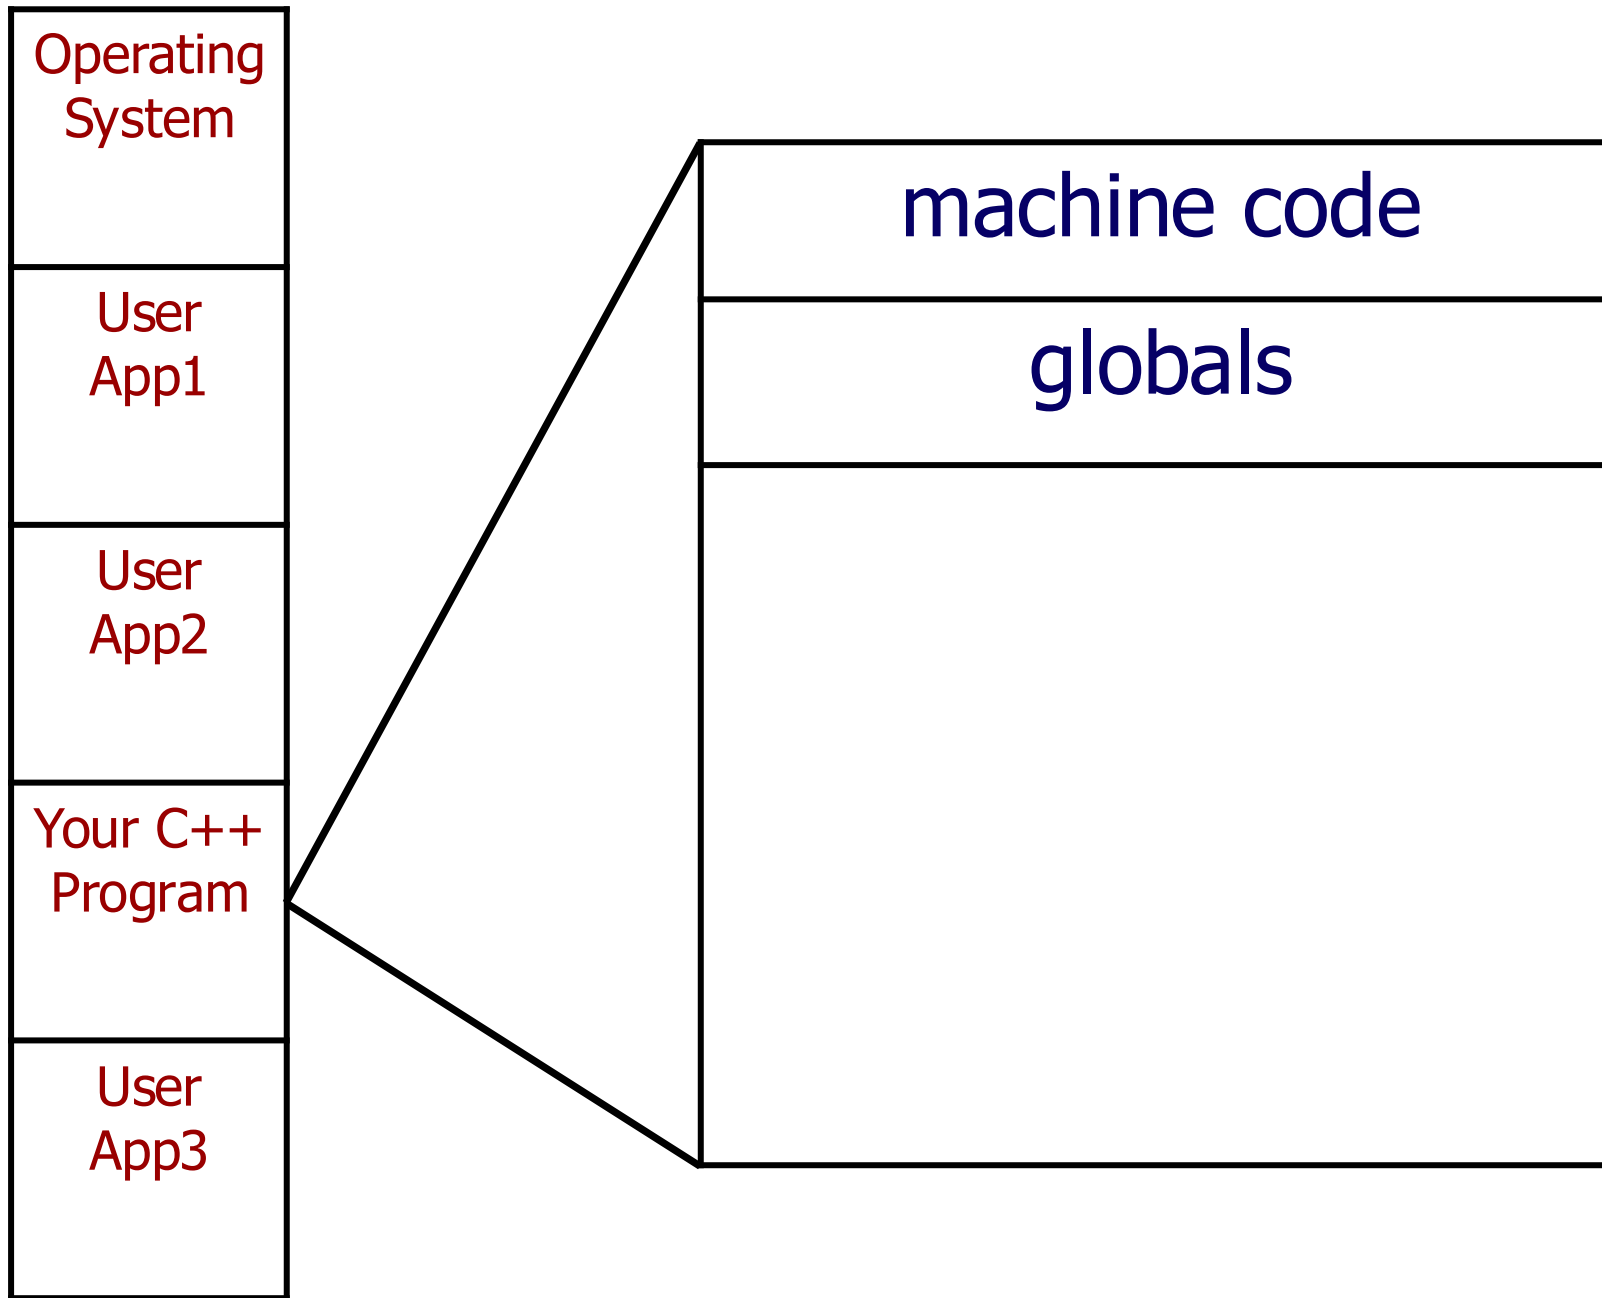 Operating
System
User
App1
User
App2
Your C++
Program
User
App3
machine code
globals